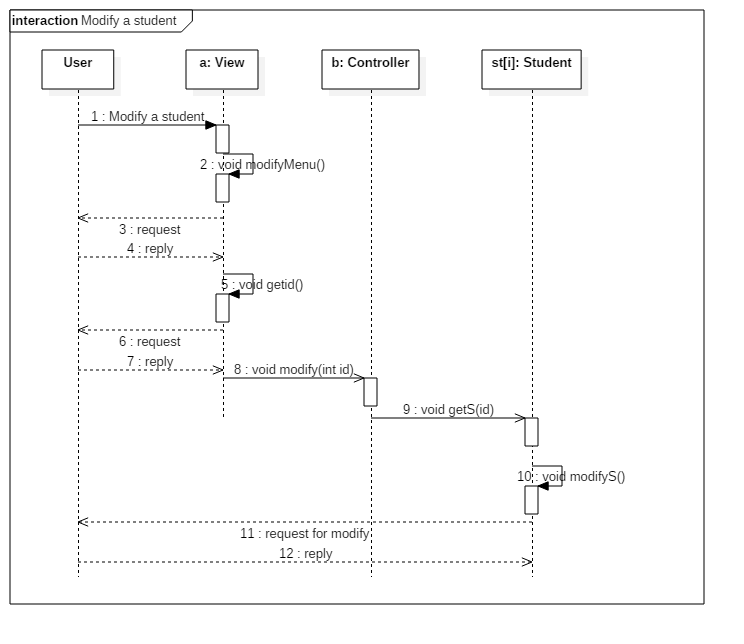 interaction Modify a student
User
a: View
b: Controller
st[i]: Student
1 : Modify a student
2 : void modifyMenu()
3 : request
4 : reply
5 : void getid()
6 : request
7 : reply
8 : void modify(int id)
9 : void getS(id)
10 : void modifyS()
11 : request for modify
12 : reply